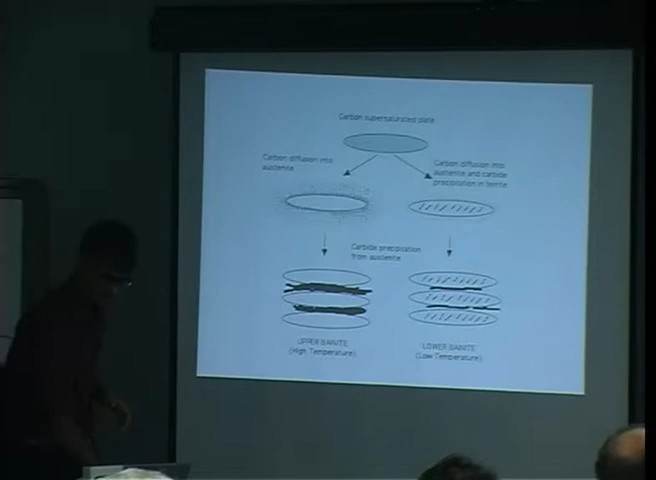 Carbon supersaturated plate
Carbon diffusion into
austenite
Carbon diffusion into
austenite and carbide
precipitation in ferrite
Carbide precipitation
from austenite
UPPER BAINITE
(High Temperature)
LOWER BAINITE
(Low Temperature)